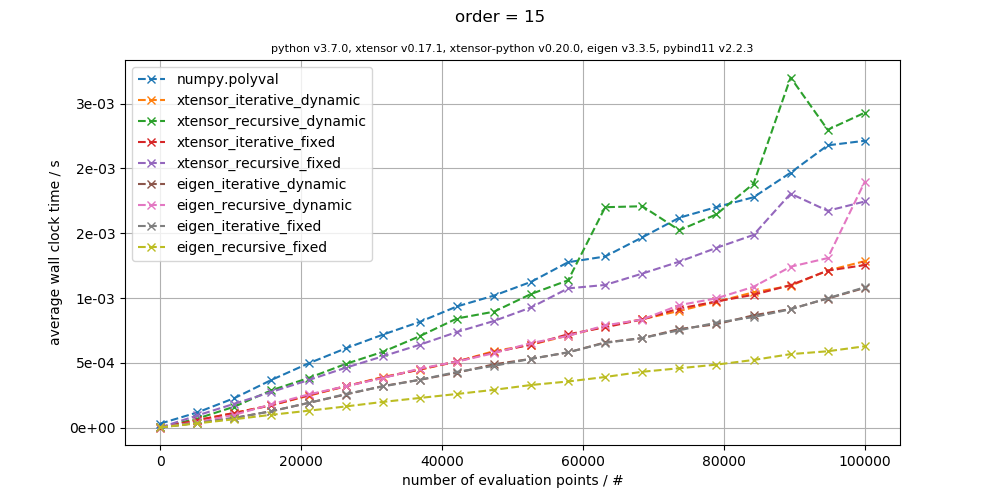 order = 15
python v3.7.0, xtensor v0.17.1, xtensor-python v0.20.0, eigen v3.3.5, pybind11 v2.2.3
numpy.polyval
xtensor_iterative_dynamic
xtensor_recursive_dynamic
xtensor_iterative_fixed
xtensor_recursive_fixed
eigen_iterative_dynamic
eigen_recursive_dynamic
eigen_iterative_fixed
eigen_recursive_fixed
average wall clock time / s
3e-03
2e-03
2e-03
1e-03
5e-04
0e+00
0 20000 40000 60000 80000 100000
number of evaluation points / #